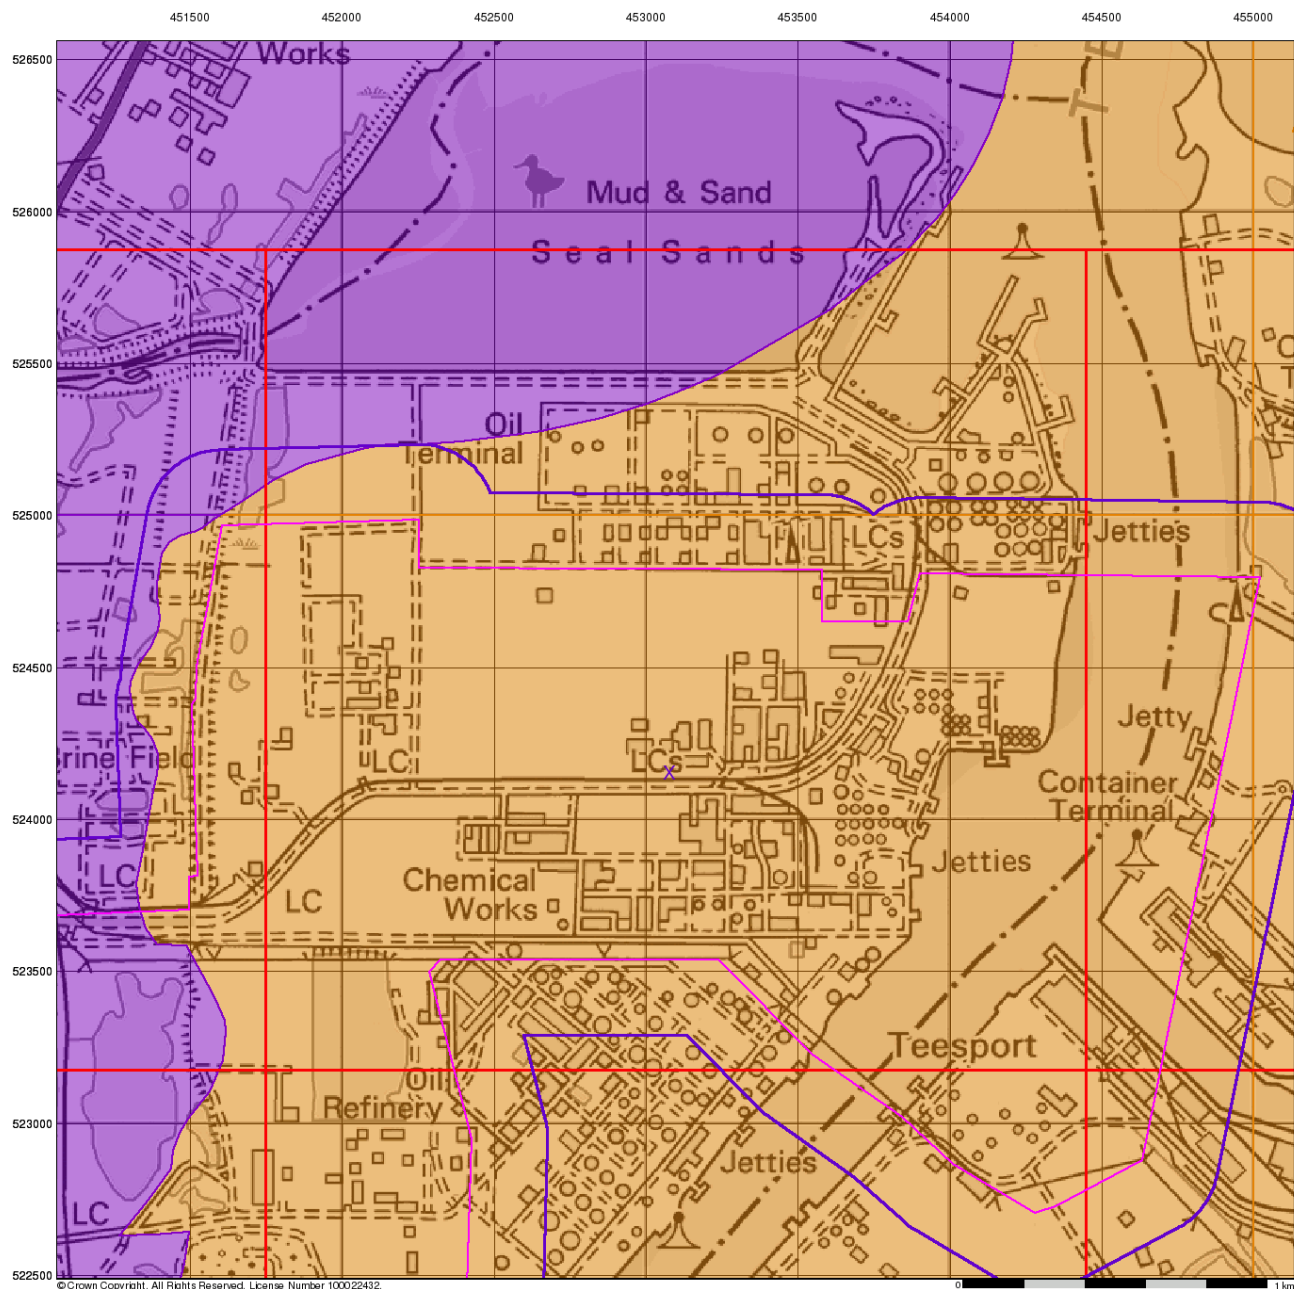 451500 452000 452500 453000 453500 454000 454500 455000
526500
Works
T E
526000
Mud & Sand
Seal Sands
525500
O
T
Oil
Terminal
525000
LCs
Jetties
524500
Jetty
rine Field
LC
LCs
Container
Terminal
524000
LC
Chemical
Works
LC
Jetties
523500
Teesport
Oil
Refinery
523000
Jetties
LC
522500
© Crown Copyright. All Rights Reserved. License Number 100022432.
0 1 km